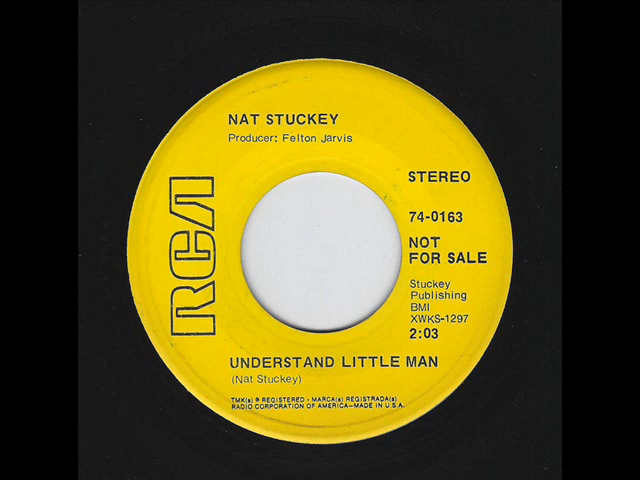 NAT STUCKEY
Producer: Felton Jarvis
STEREO
RCA
74-0163
NOT
FOR SALE
Stuckey
Publishing
BMI
XWKS-1297
2:03
UNDERSTAND LITTLE MAN
(Nat Stuckey)
TMK(s) ® REGISTERED - MARCA(s) REGISTRADA(s)
RADIO CORPORATION OF AMERICA-MADE IN U.S.A.